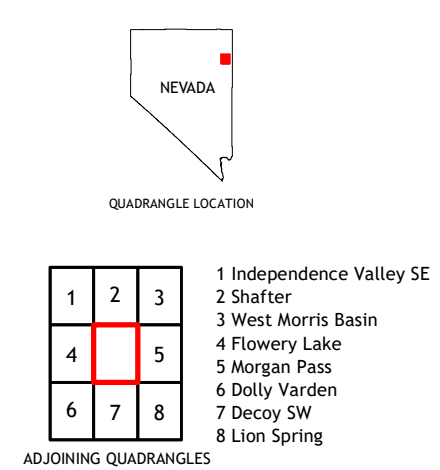 NEVADA
QUADRANGLE LOCATION
1 2 3
4 5
6 7 8
ADJOINING QUADRANGLES
1 Independence Valley SE
2 Shafter
3 West Morris Basin
4 Flowery Lake
5 Morgan Pass
6 Dolly Varden
7 Decoy SW
8 Lion Spring